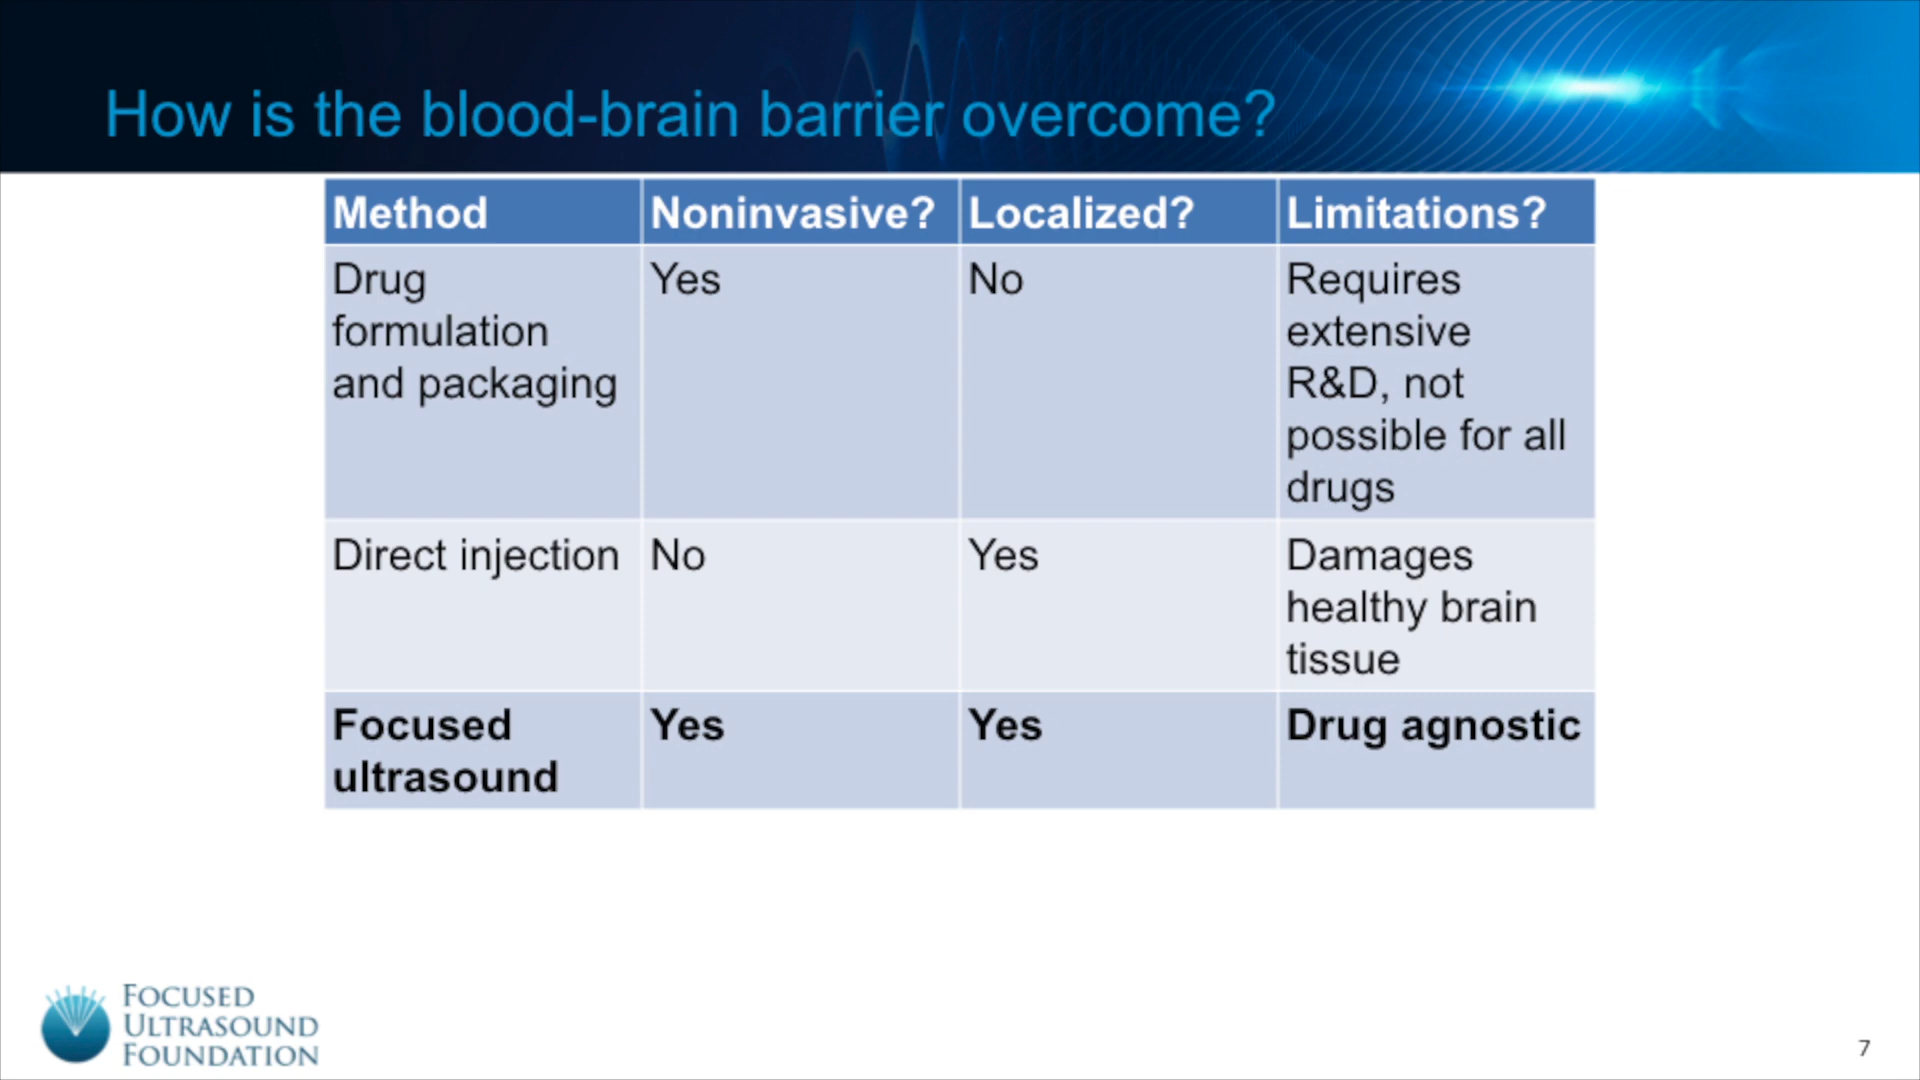 How is the blood-brain barrier overcome?
Method Noninvasive? Localized? Limitations?
Drug
formulation
and packaging
Yes
No
Requires
extensive
R&D, not
possible for all
drugs
Direct injection
No
Yes
Damages
healthy brain
tissue
Focused
ultrasound
Yes
Yes
Drug agnostic
FOCUSED
ULTRASOUND
FOUNDATION
7